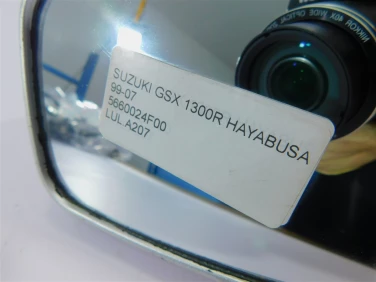 SUZUKI GSX 1300R HAYABUSA
99-07
5660024F00
LUL A207